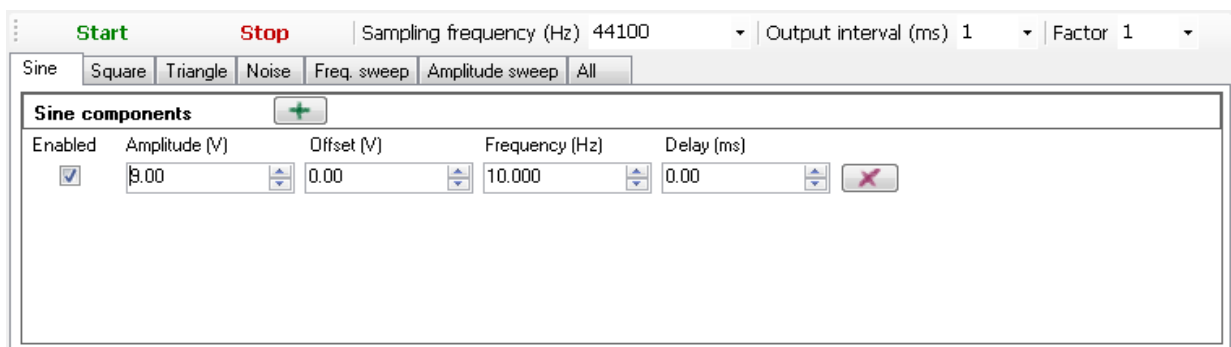 Start Stop Sampling frequency (Hz) 44100 Output interval (ms) 1 Factor 1
Sine Square Triangle Noise Freq. sweep Amplitude sweep All
Sine components
Enabled Amplitude (V) Offset (V) Frequency (Hz) Delay (ms)
9.00 0.00 10.000 0.00